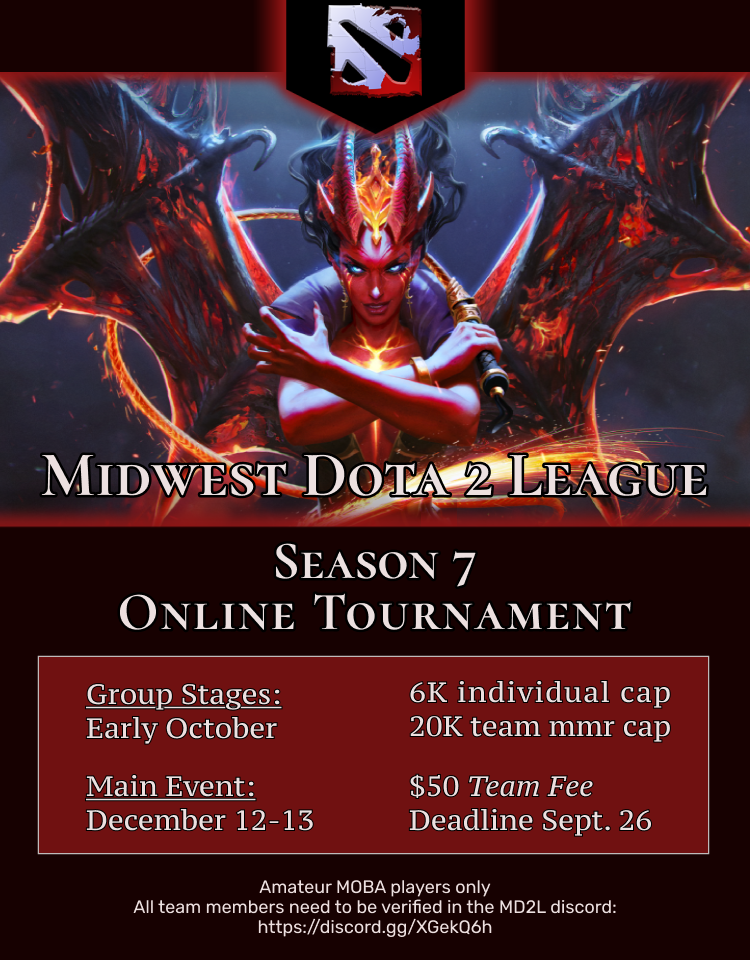 Midwest Dota 2 League
Season 7
Online Tournament
Group Stages:
Early October
Main Event:
December 12-13
6K individual cap
20K team mmr cap
$50 Team Fee
Deadline Sept. 26
Amateur MOBA players only
All team members need to be verified in the MD2L discord:
https://discord.gg/XGekQ6h